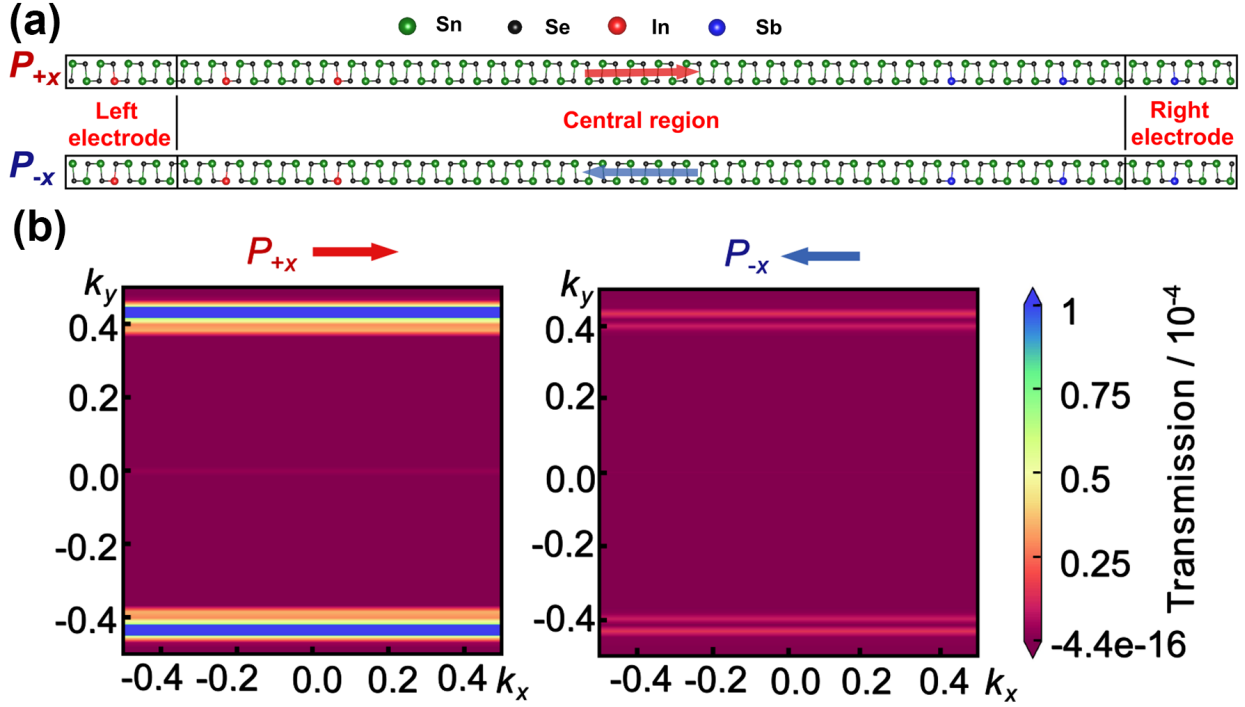 (a)
Sn Se In Sb
P+x
Left electrode
Central region
Right electrode
P-x
(b)
P+x
P-x
ky
0.4
0.2
0.0
-0.2
-0.4
-0.4 -0.2 0.0 0.2 0.4 kx
ky
0.4
0.2
0.0
-0.2
-0.4
-0.4 -0.2 0.0 0.2 0.4 kx
1
0.75
0.5
0.25
-4.4e-16
Transmission / 10-4